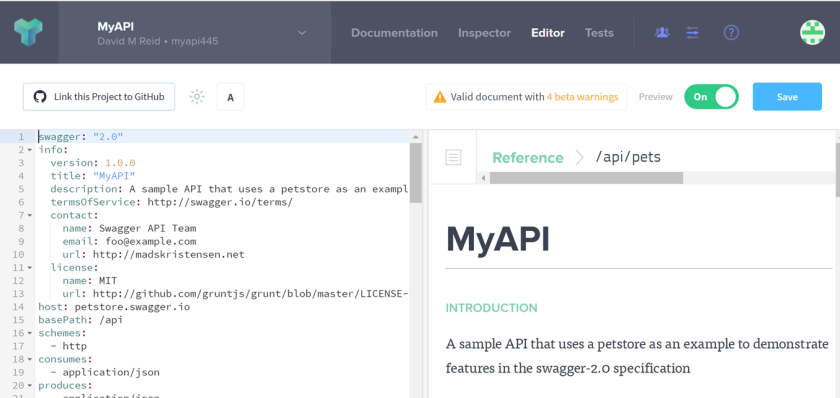 MyAPI
David M Reid • myapi445
Documentation
Inspector
Editor
Tests
?
Link this Project to GitHub
A
Valid document with 4 beta warnings
Preview
On
Save
1 swagger: "2.0"
2 info:
3 version: 1.0.0
4 title: "MyAPI"
5 description: A sample API that uses a petstore as an exampl
6 termsOfService: http://swagger.io/terms/
7 contact:
8 name: Swagger API Team
9 email: foo@example.com
10 url: http://madskristensen.net
11 license:
12 name: MIT
13 url: http://github.com/gruntjs/grunt/blob/master/LICENSE-
14 host: petstore.swagger.io
15 basePath: /api
16 schemes:
17 - http
18 consumes:
19 - application/json
20 produces:
21 - application/json
Reference
/api/pets
MyAPI
INTRODUCTION
A sample API that uses a petstore as an example to demonstrate
features in the swagger-2.0 specification